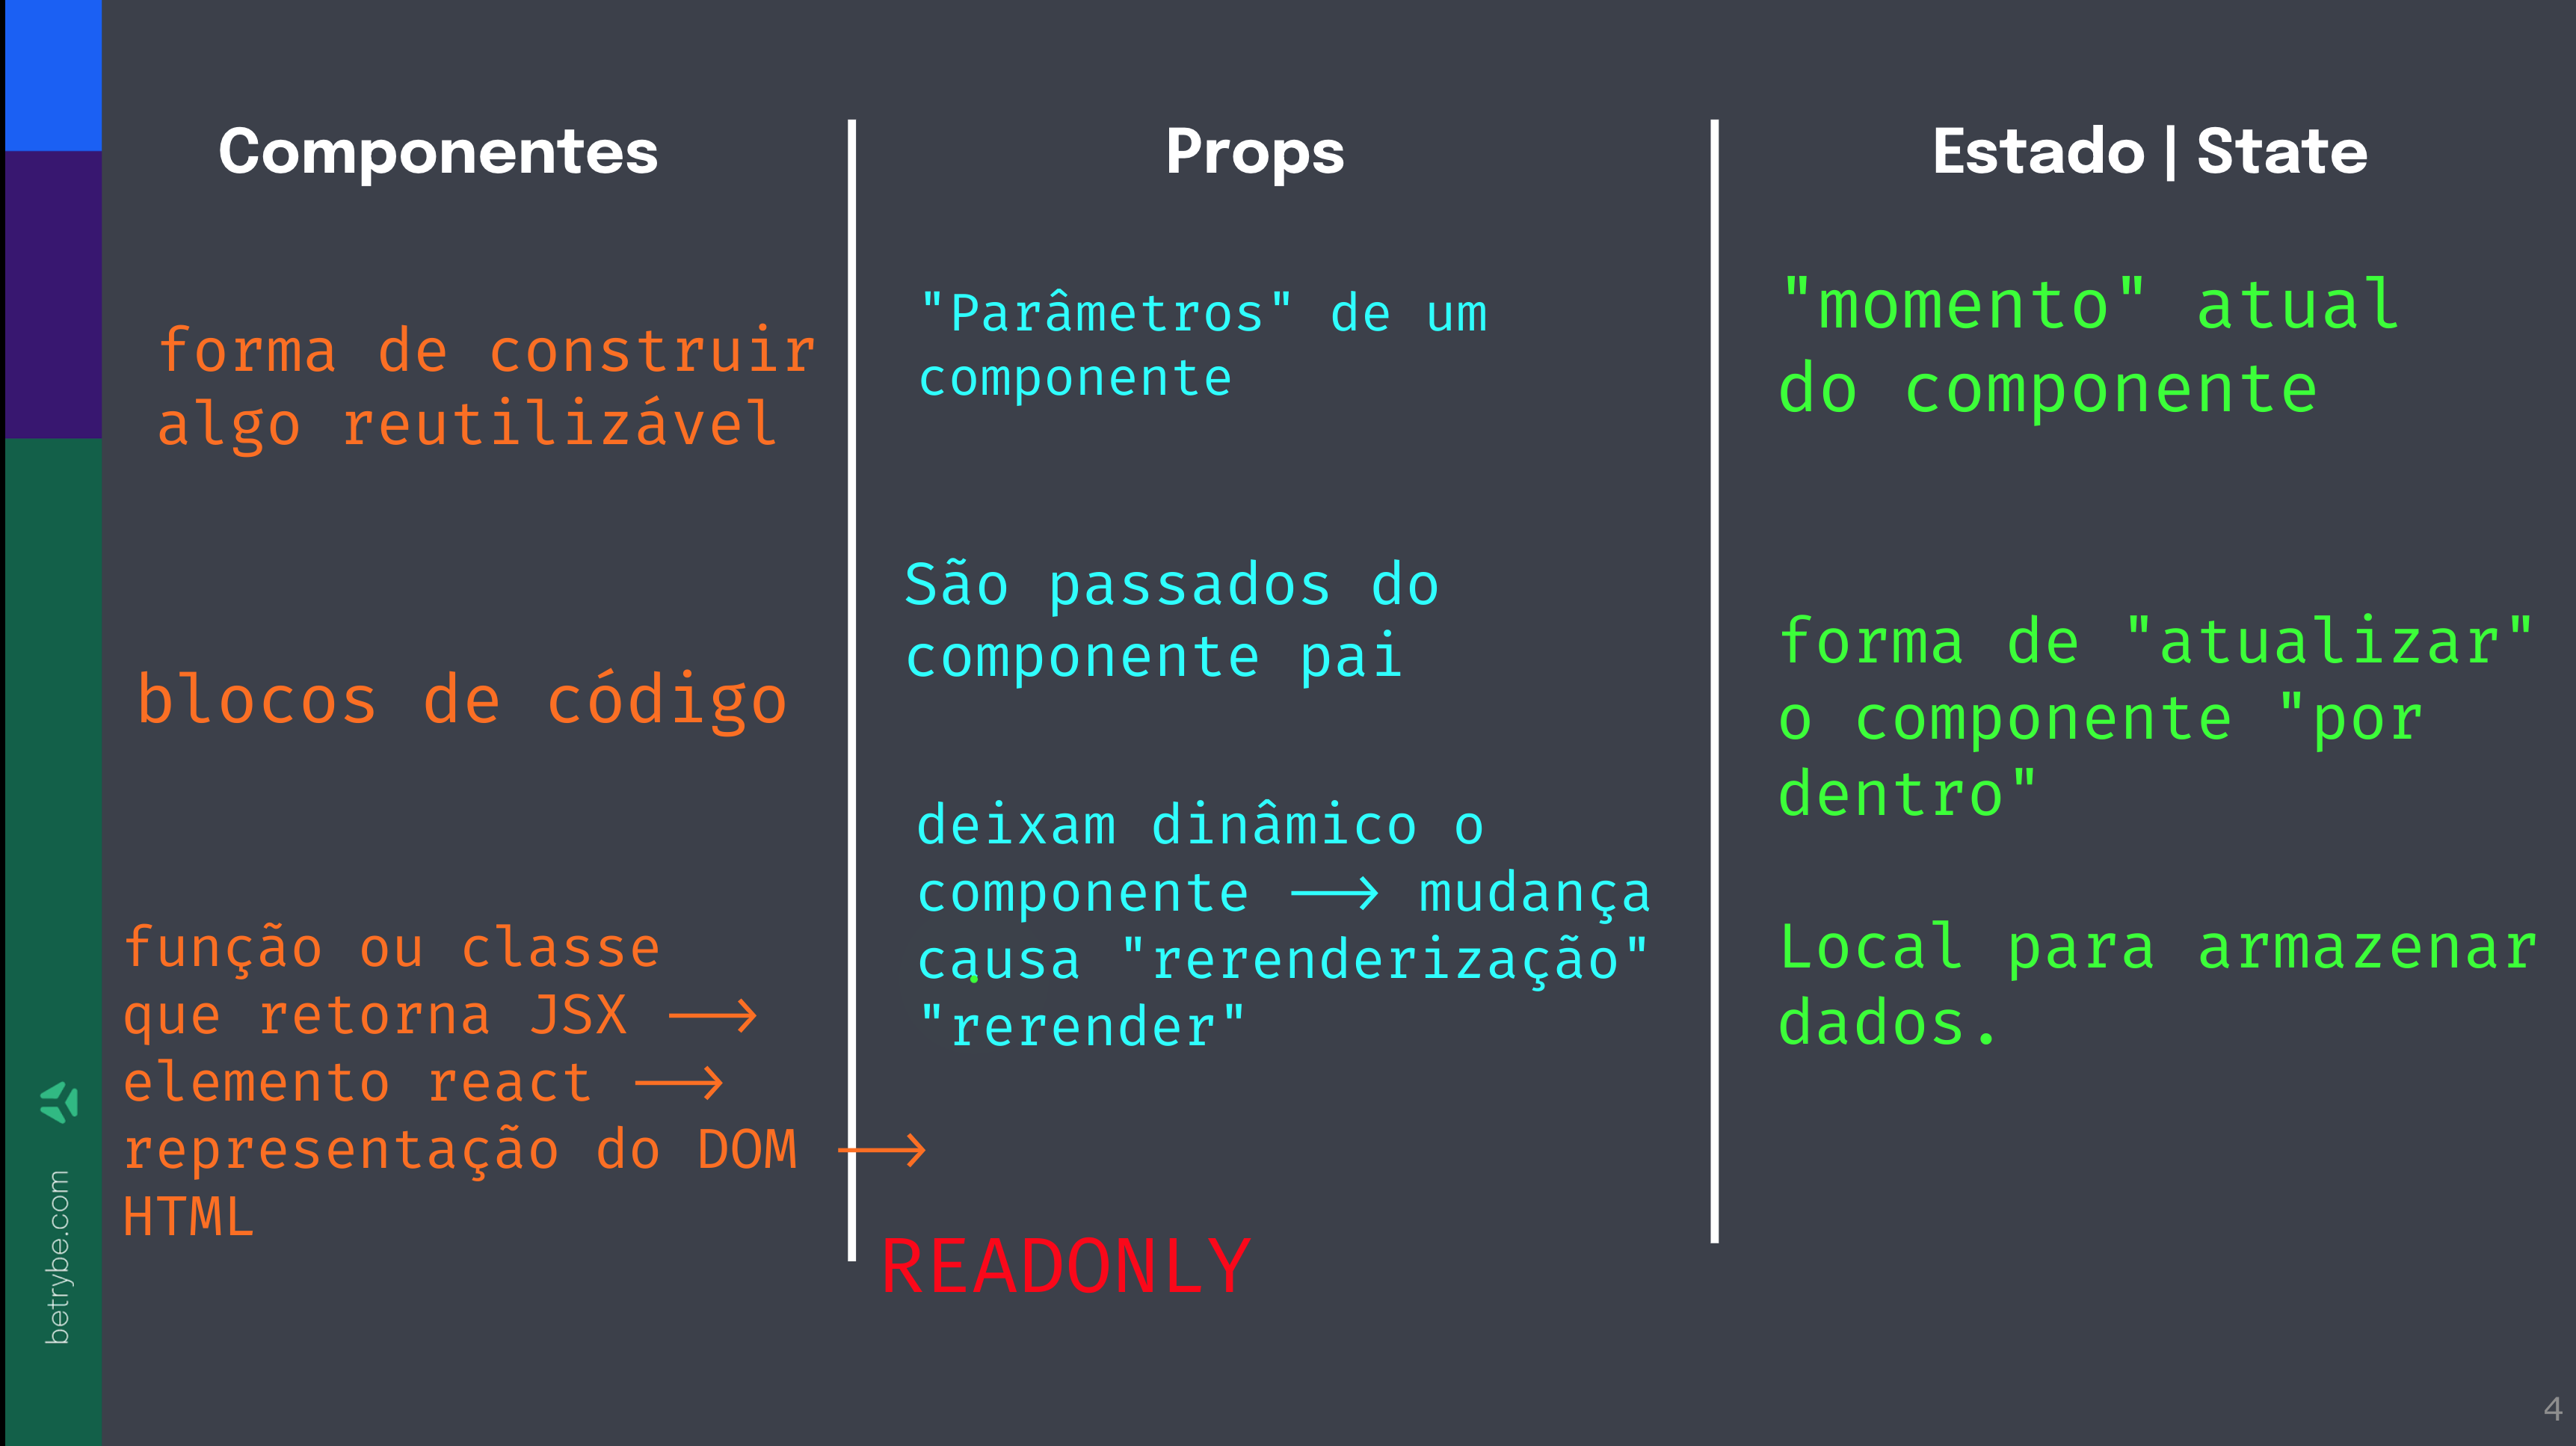 Componentes
forma de construir
algo reutilizável
blocos de código
função ou classe
que retorna JSX ⟶
elemento react ⟶
representação do DOM ⟶
HTML
Props
"Parâmetros" de um
componente
São passados do
componente pai
deixam dinâmico o
componente ⟶ mudança
causa "rerenderização"
"rerender"
READONLY
Estado | State
"momento" atual
do componente
forma de "atualizar"
o componente "por
dentro"
Local para armazenar
dados.
betrybe.com
4